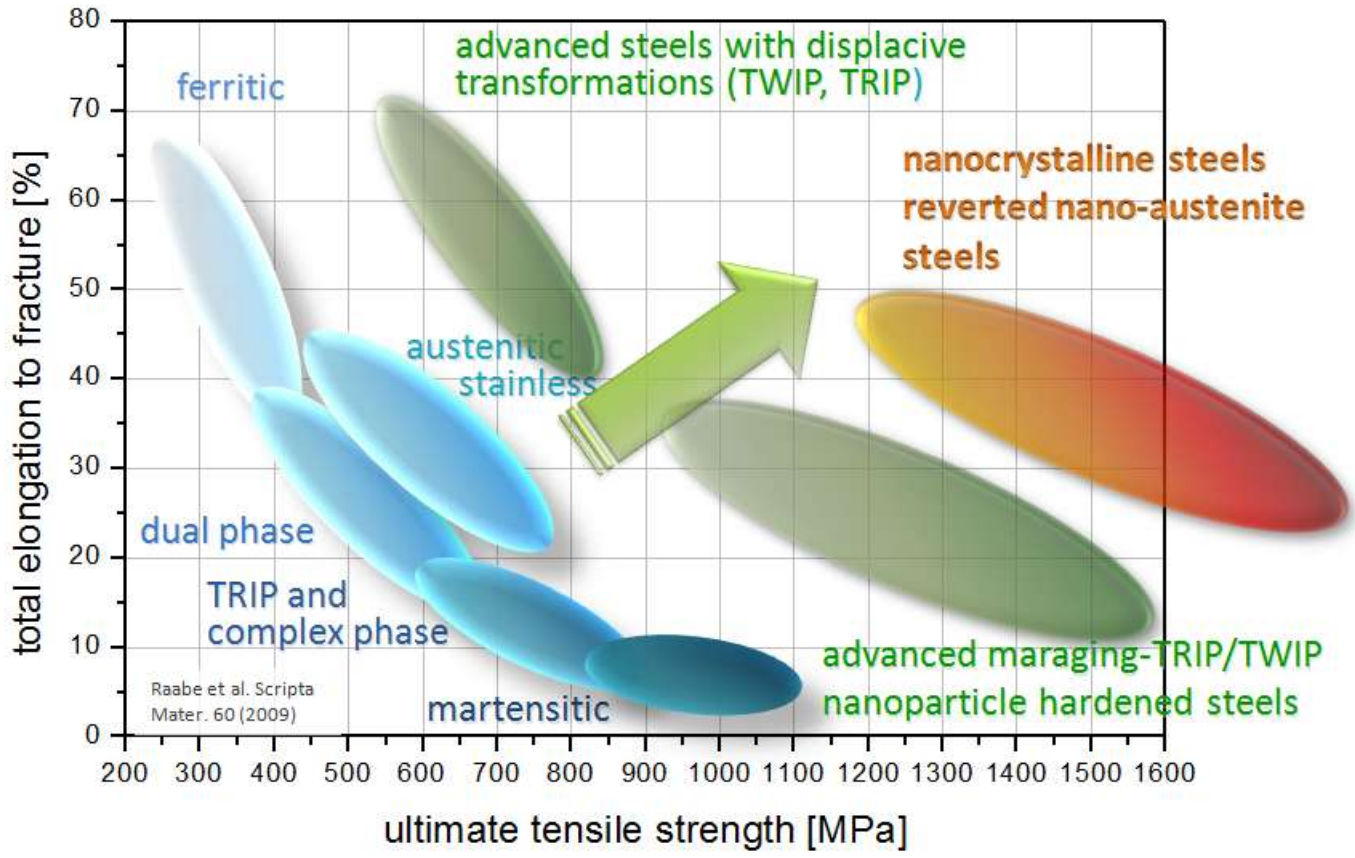 80
70
60
50
40
30
20
10
0
total elongation to fracture [%]
ferritic
advanced steels with displacive
transformations (TWIP, TRIP)
nanocrystalline steels
reverted nano-austenite
steels
austenitic
stainless
dual phase
TRIP and
complex phase
martensitic
advanced maraging-TRIP/TWIP
nanoparticle hardened steels
Raabe et al. Scripta
Mater. 60 (2009)
200 300 400 500 600 700 800 900 1000 1100 1200 1300 1400 1500 1600
ultimate tensile strength [MPa]